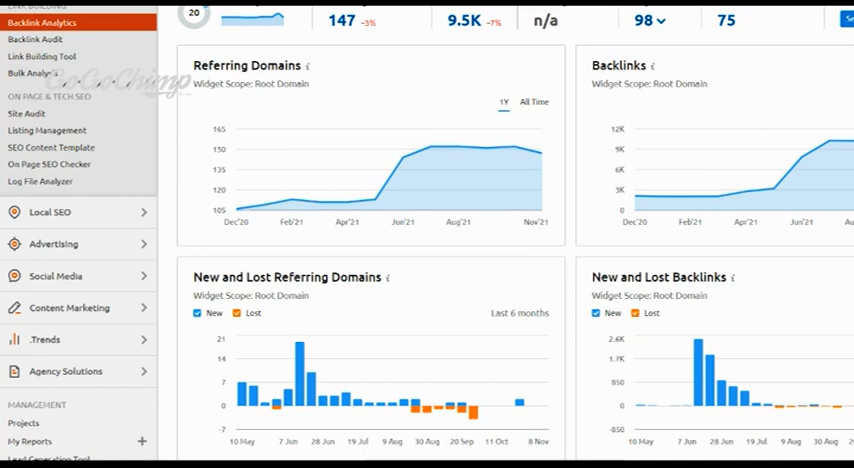 LINK BUILDING
Backlink Analytics
Backlink Audit
Link Building Tool
Bulk Analysis
GoGoChimp
ON PAGE & TECH SEO
Site Audit
Listing Management
SEO Content Template
On Page SEO Checker
Log File Analyzer
Local SEO
Advertising
Social Media
Content Marketing
.Trends
Agency Solutions
MANAGEMENT
Projects
My Reports +
Lead Generation Tool
20
147 -3%
9.5K -7%
n/a
98
75
Se
Referring Domains i
Widget Scope: Root Domain
1Y All Time
165
150
135
120
105
Dec'20 Feb'21 Apr'21 Jun'21 Aug'21 Nov'21
Backlinks i
Widget Scope: Root Domain
12K
9K
6K
3K
0
Dec'20 Feb'21 Apr'21 Jun'21 Au
New and Lost Referring Domains i
Widget Scope: Root Domain
New Lost Last 6 months
21
14
7
0
-7
10 May 7 Jun 28 Jun 19 Jul 9 Aug 30 Aug 20 Sep 11 Oct 8 Nov
New and Lost Backlinks i
Widget Scope: Root Domain
New Lost
2.6K
1.7K
850
0
-850
10 May 7 Jun 28 Jun 19 Jul 9 Aug 30 Aug 20